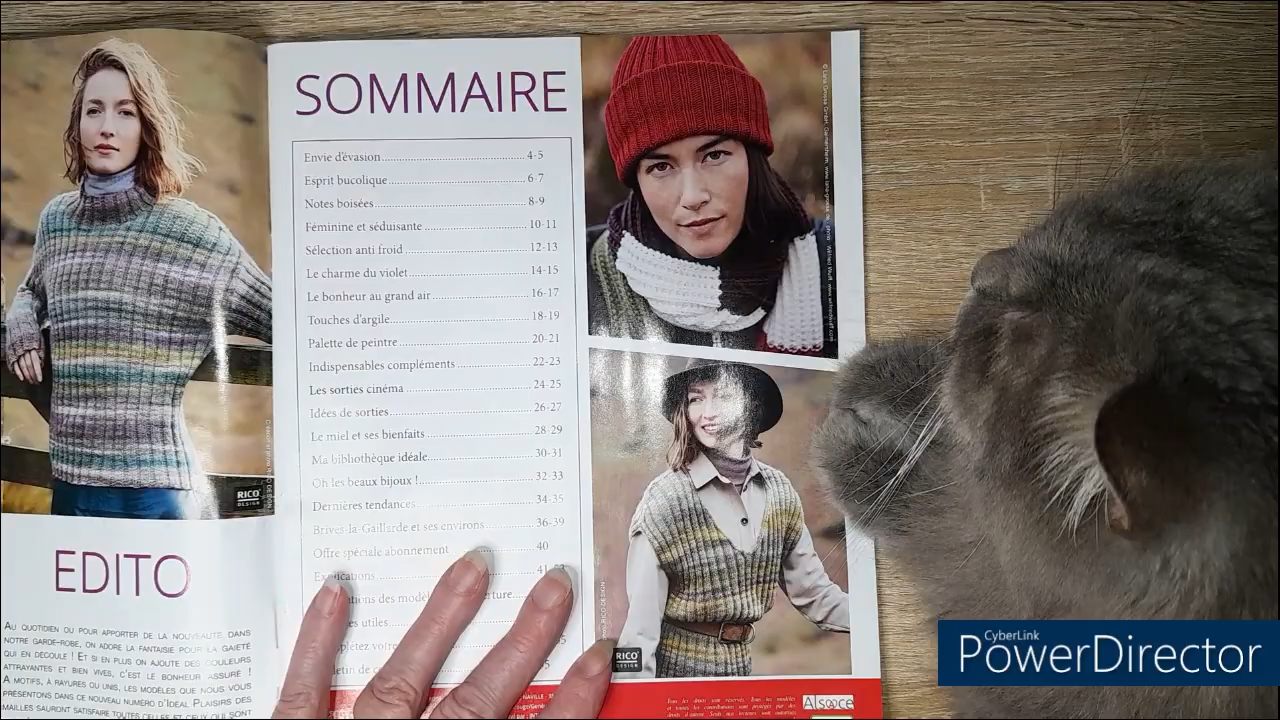 SOMMAIRE
Envie d'évasion 4-5
Esprit bucolique 6-7
Notes boisées 8-9
Féminine et séduisante 10-11
Sélection anti froid 12-13
Le charme du violet 14-15
Le bonheur au grand air 16-17
Touches d'argile 18-19
Palette de peintre 20-21
Indispensables compléments 22-23
Les sorties cinéma 24-25
Idées de sorties 26-27
Le miel et ses bienfaits 28-29
Ma bibliothèque idéale 30-31
Oh les beaux bijoux ! 32-33
Dernières tendances 34-35
Brives-la-Gaillarde et ses environs 36-39
Offre spéciale abonnement 40
RICO
DESIGN
EDITO
AU QUOTIDIEN OU POUR APPORTER DE LA NOUVEAUTÉ DANS
NOTRE GARDE-ROBE, ON ADORE LA FANTAISIE POUR LA GAIETÉ
QUI EN DÉCOULE ! ET SI EN PLUS ON AJOUTE DES COULEURS
ATTRAYANTES ET BIEN VIVES, C'EST LE BONHEUR ASSURÉ !
A MOTIFS, À RAYURES OU UNIS, LES MODÈLES QUE NOUS VOUS
PRÉSENTONS DANS CE NOUVEAU NUMÉRO D'IDEAL PLAISIRS DES
MAILLES SAURONT SATISFAIRE TOUTES CELLES ET CEUX QUI SONT
RICO
DESIGN
CyberLink
PowerDirector